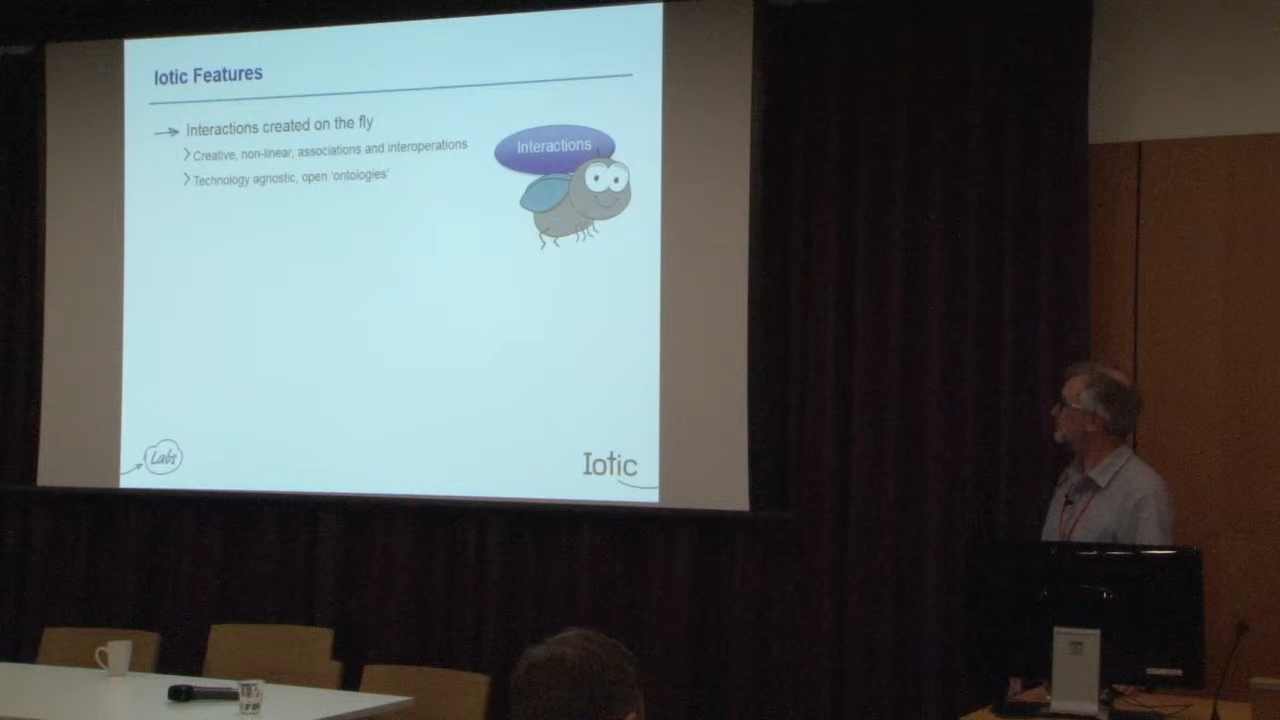 Iotic Features
Interactions created on the fly
Creative, non-linear, associations and interoperations
Technology agnostic, open 'ontologies'
Interactions
Labs
Iotic